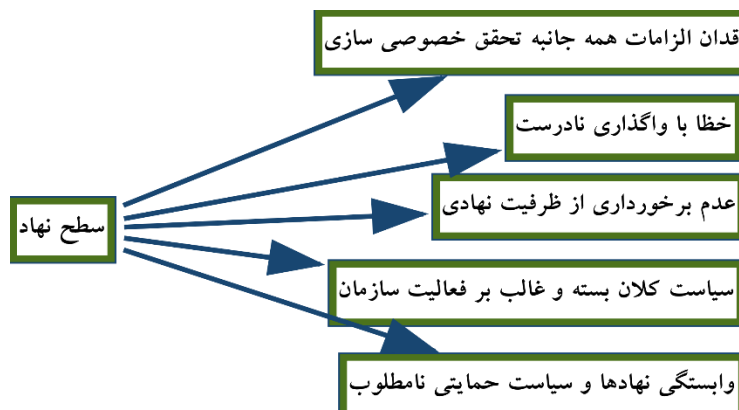 قدان الزامات همه جانبه تحقق خصوصی سازی
خظا با واگذاری نادرست
عدم برخورداری از ظرفیت نهادی
سطح نهاد
سیاست کلان بسته و غالب بر فعالیت سازمان
وابستگی نهادها و سیاست حمایتی نامطلوب